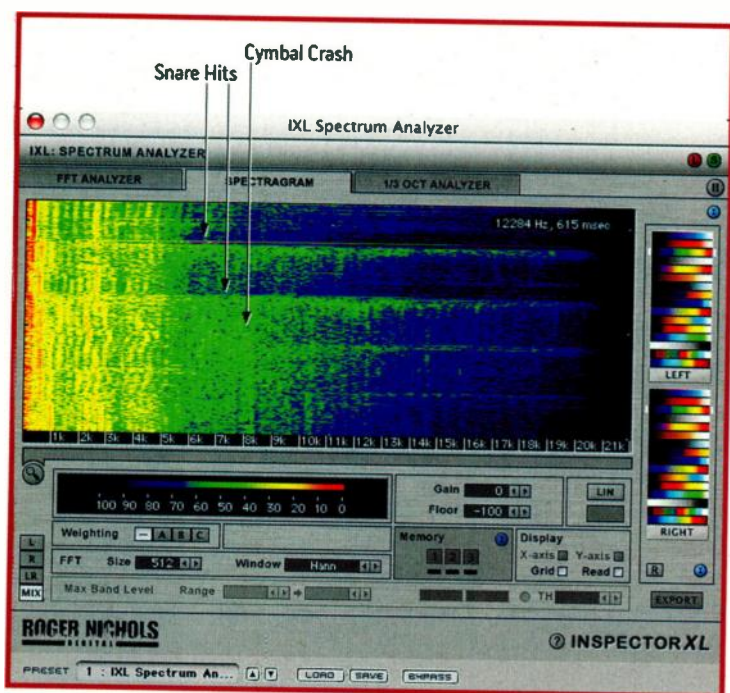 Cymbal Crash
Snare Hits
IXL Spectrum Analyzer
IXL: SPECTRUM ANALYZER
FFT ANALYZER SPECTRAGRAM 1/3 OCT ANALYZER
12284 Hz, 615 msec
LEFT
1k 2k 3k 4k 5k 6k 7k 8k 9k 10k 11k 12k 13k 14k 15k 16k 17k 18k 19k 20k 21k
100 90 80 70 60 50 40 30 20 10 0
Gain 0
Floor -100
LIN
Weighting – A B C
Memory
1 2 3
Display
X-axis Y-axis
Grid Read
FFT Size 512 Window Hann
L
R
LR
MIX
Max Band Level Range TH
RIGHT
R
EXPORT
ROGER NICHOLS
DIGITAL
INSPECTOR XL
PRESET 1 : IXL Spectrum An... LOAD SAVE BYPASS